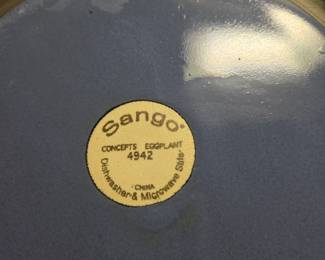 Sango®
CONCEPTS EGGPLANT
4942
CHINA
Dishwasher & Microwave Safe